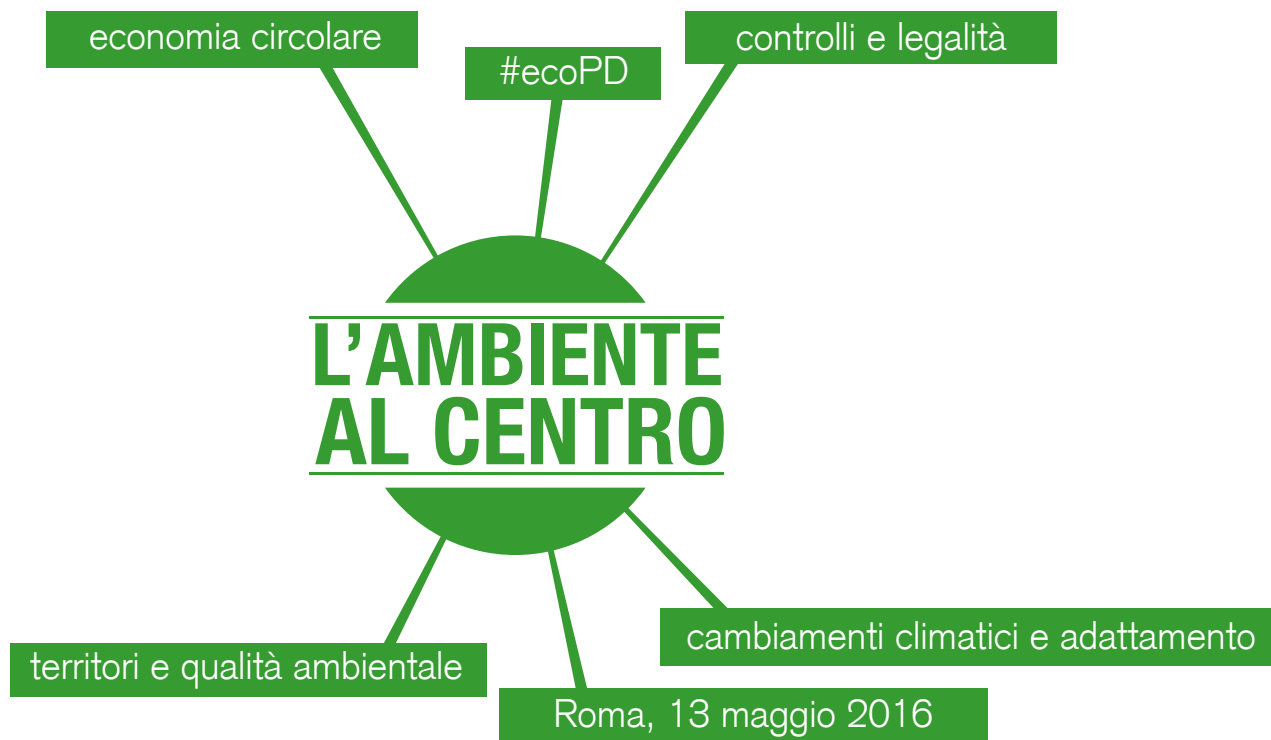 economia circolare
#ecoPD
controlli e legalità
L’AMBIENTE
AL CENTRO
territori e qualità ambientale
cambiamenti climatici e adattamento
Roma, 13 maggio 2016